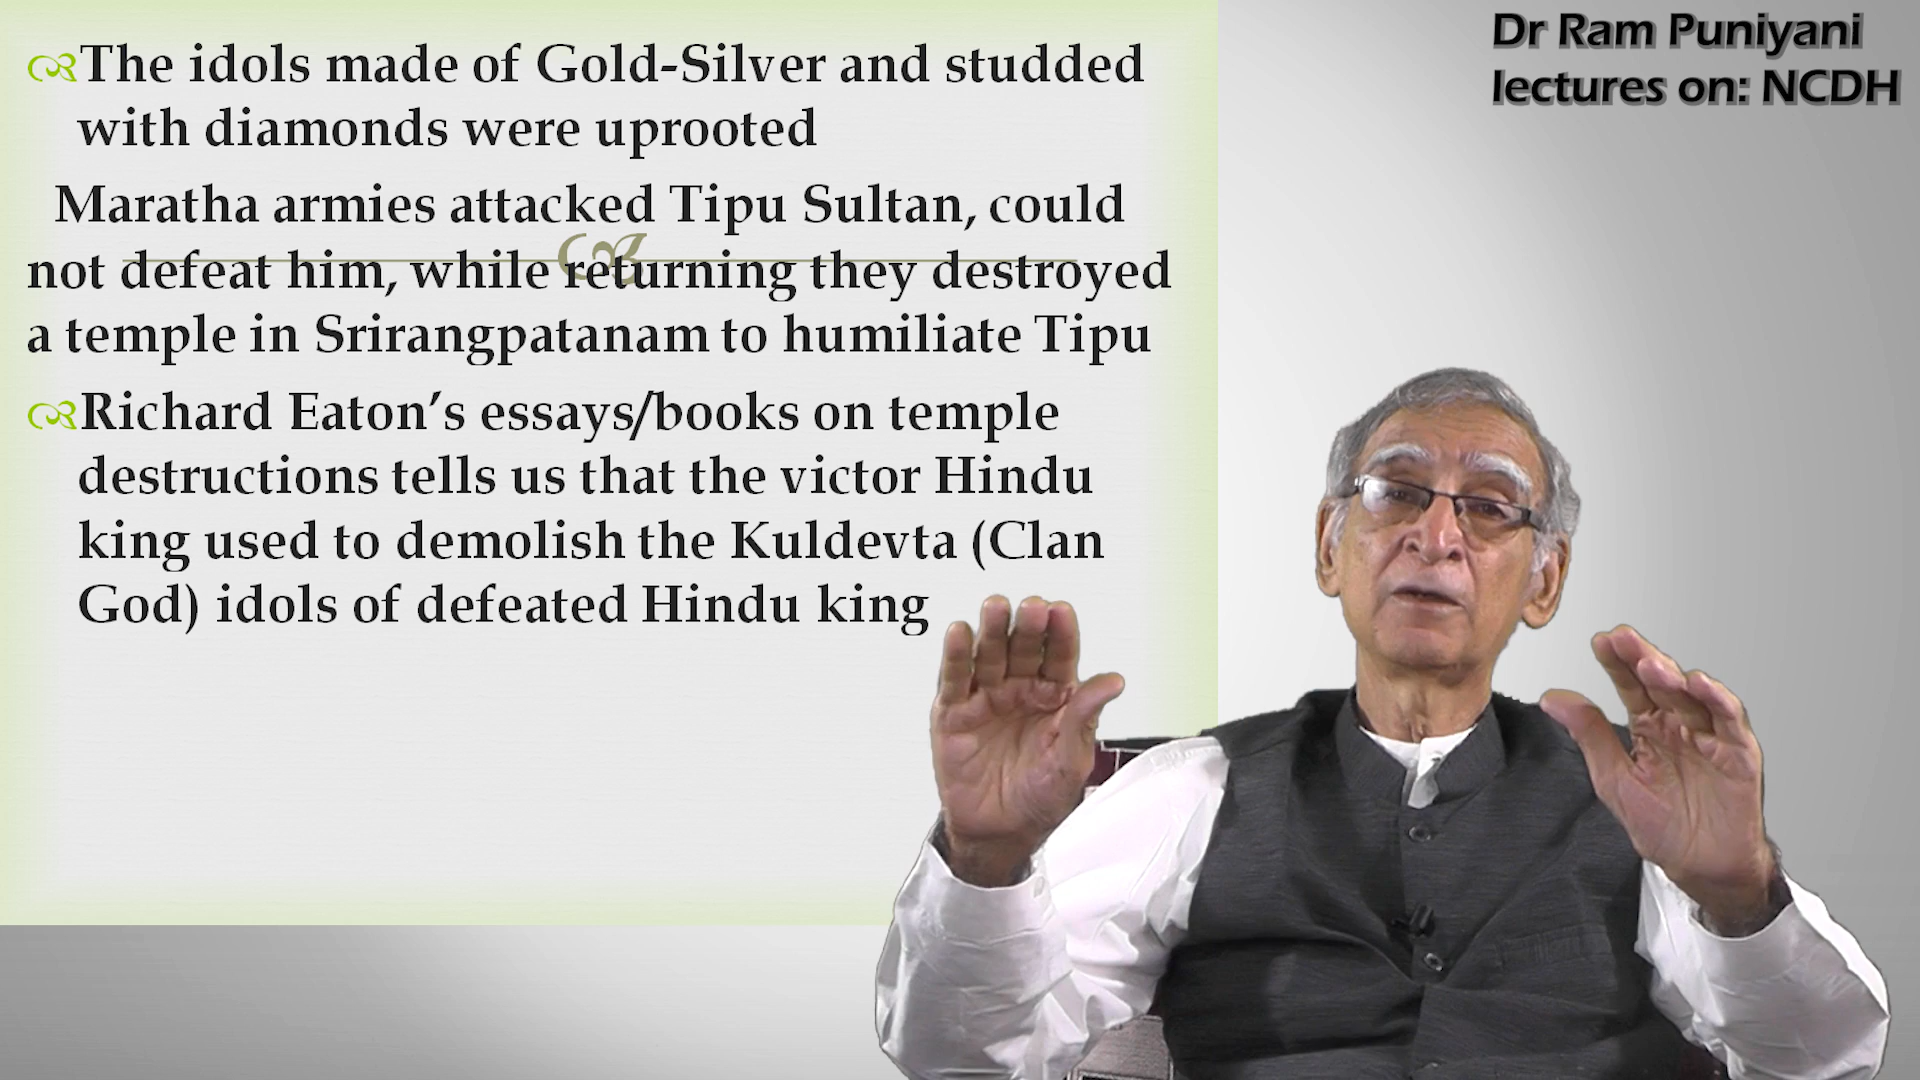 The idols made of Gold-Silver and studded
with diamonds were uprooted
Maratha armies attacked Tipu Sultan, could
not defeat him, while returning they destroyed
a temple in Srirangpatanam to humiliate Tipu
Richard Eaton’s essays/books on temple
destructions tells us that the victor Hindu
king used to demolish the Kuldevta (Clan
God) idols of defeated Hindu king
Dr Ram Puniyani
lectures on: NCDH